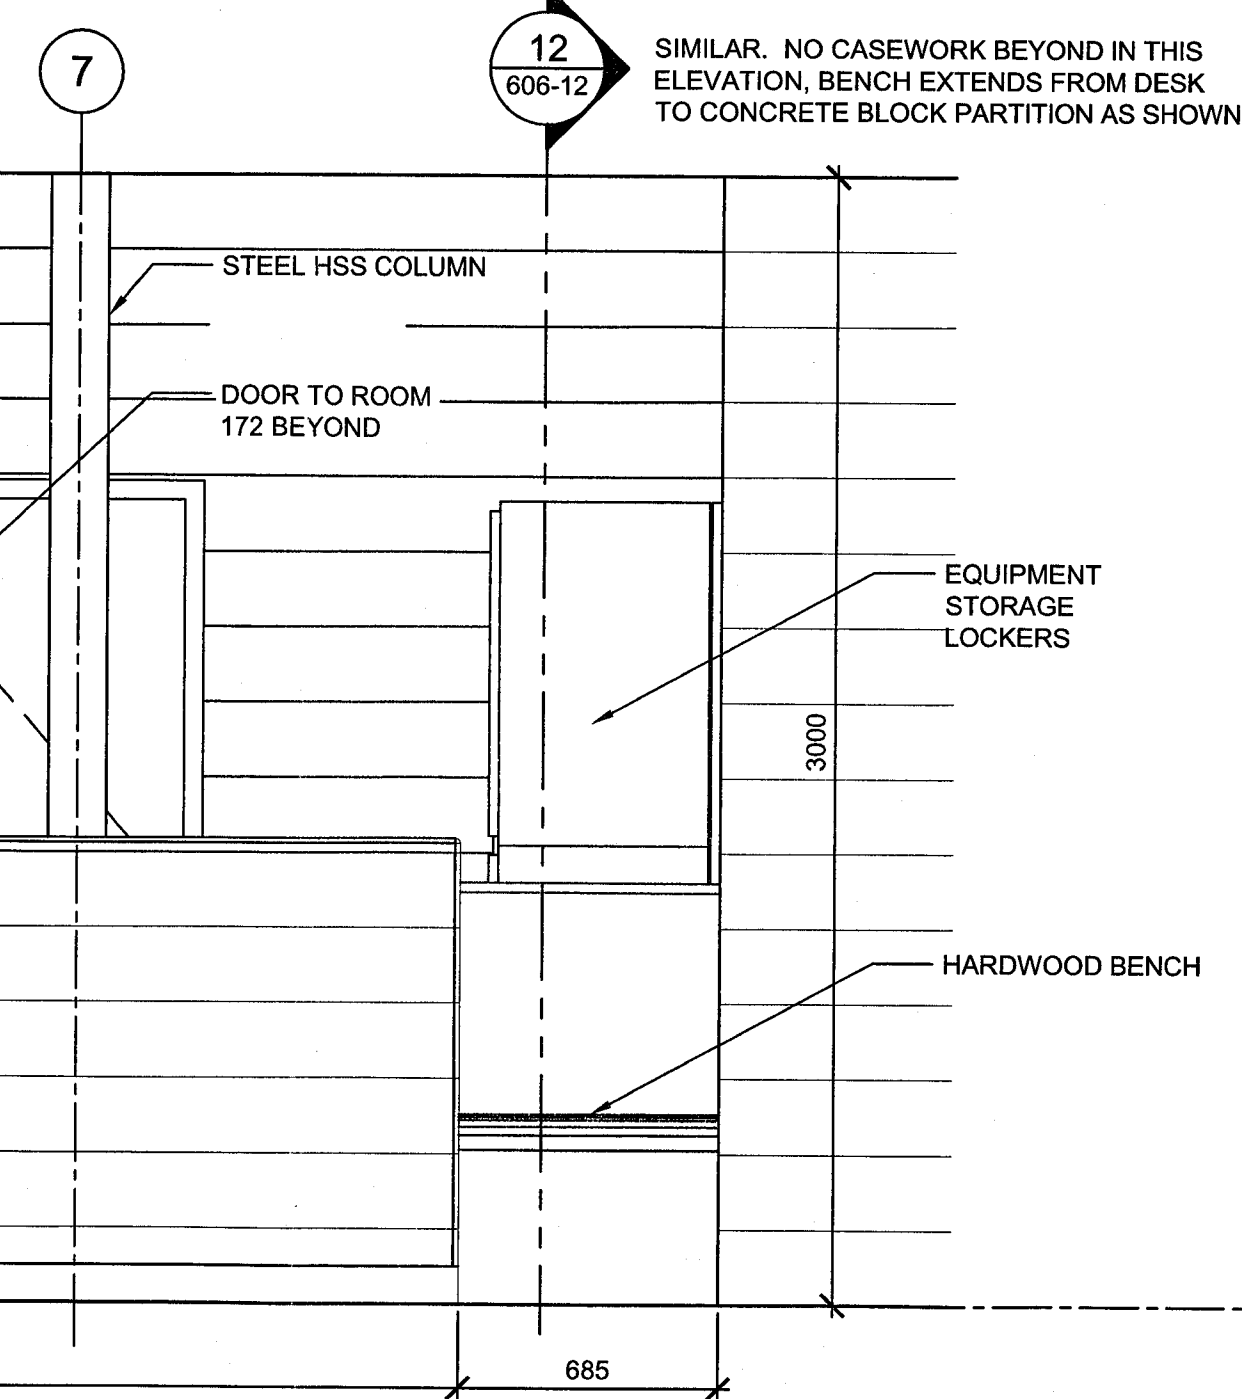 7
12
606-12
SIMILAR. NO CASEWORK BEYOND IN THIS
ELEVATION, BENCH EXTENDS FROM DESK
TO CONCRETE BLOCK PARTITION AS SHOWN
STEEL HSS COLUMN
DOOR TO ROOM
172 BEYOND
EQUIPMENT
STORAGE
LOCKERS
3000
HARDWOOD BENCH
685